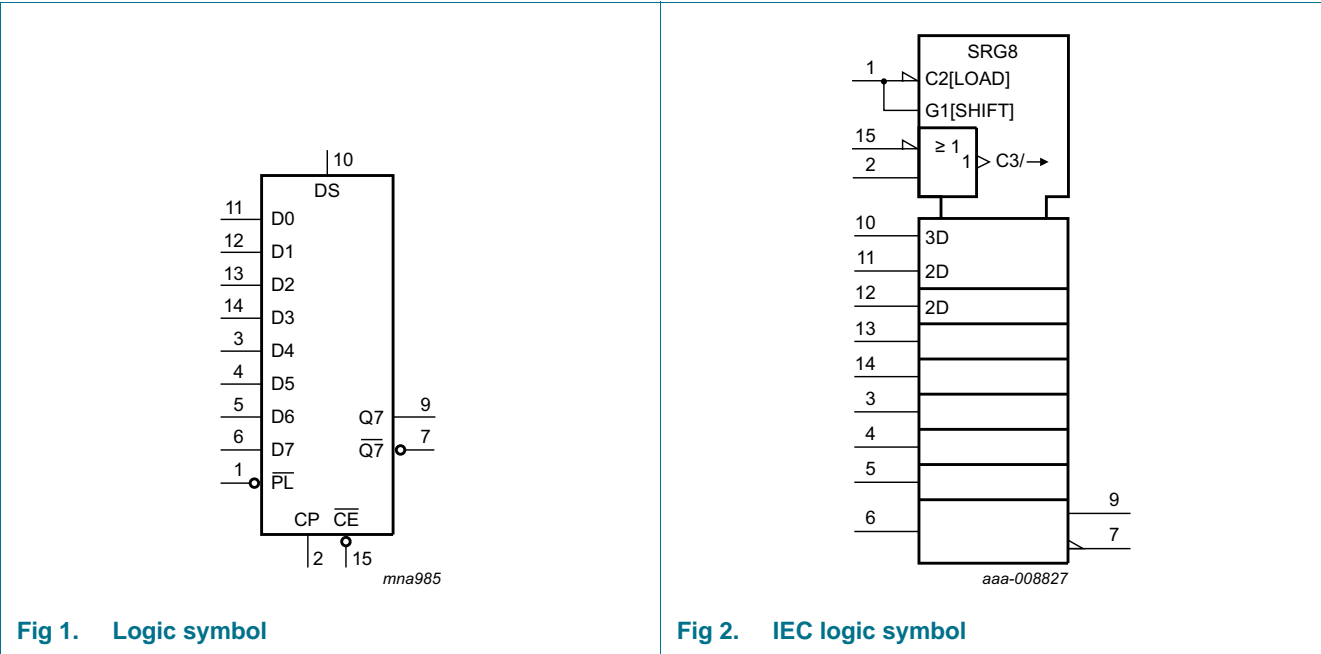 10
DS
11 D0
12 D1
13 D2
14 D3
3 D4
4 D5
5 D6 Q7 9
6 D7 Q7 7
1 PL
CP CE
2 15
mna985
Fig 1. Logic symbol
SRG8
1 C2[LOAD]
G1[SHIFT]
15 ≥ 1
2 1 C3/→
10 3D
11 2D
12 2D
13
14
3
4
5
6
9
7
aaa-008827
Fig 2. IEC logic symbol